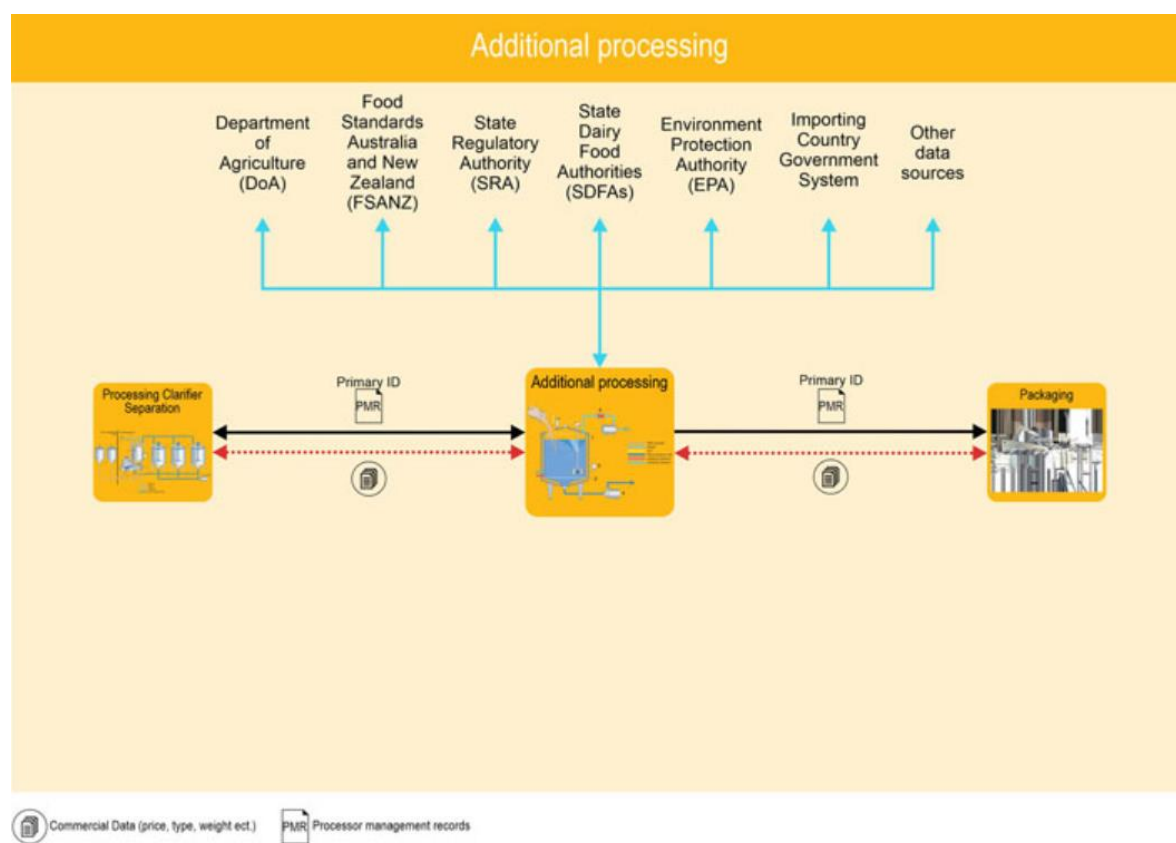 Additional processing
Department
of
Agriculture
(DoA)
Food
Standards
Australia
and New
Zealand
(FSANZ)
State
Regulatory
Authority
(SRA)
State
Dairy
Food
Authorities
(SDFAs)
Environment
Protection
Authority
(EPA)
Importing
Country
Government
System
Other
data
sources
Processing Clarifier
Separation
Primary ID
PMR
Additional processing
Primary ID
PMR
Packaging
Commercial Data (price, type, weight ect.)
PMR
Processor management records